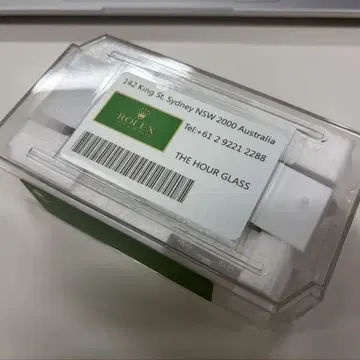 142 King St. Sydney NSW 2000 Australia
ROLEX
Tel:+61 2 9221 2288
THE HOUR GLASS